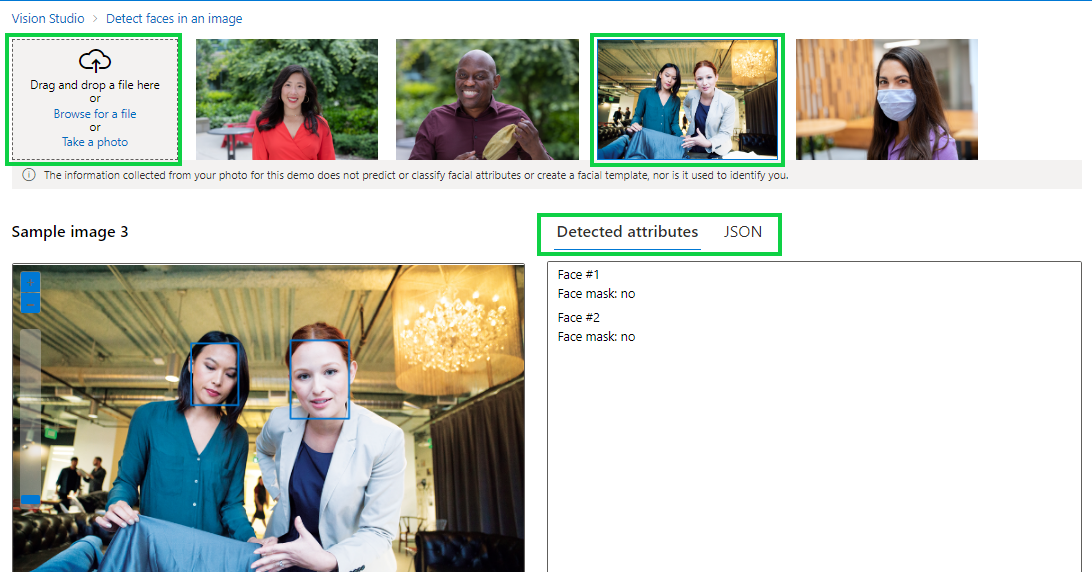 Vision Studio > Detect faces in an image
Drag and drop a file here
or
Browse for a file
or
Take a photo
The information collected from your photo for this demo does not predict or classify facial attributes or create a facial template, nor is it used to identify you.
Sample image 3
Detected attributes JSON
Face #1
Face mask: no
Face #2
Face mask: no